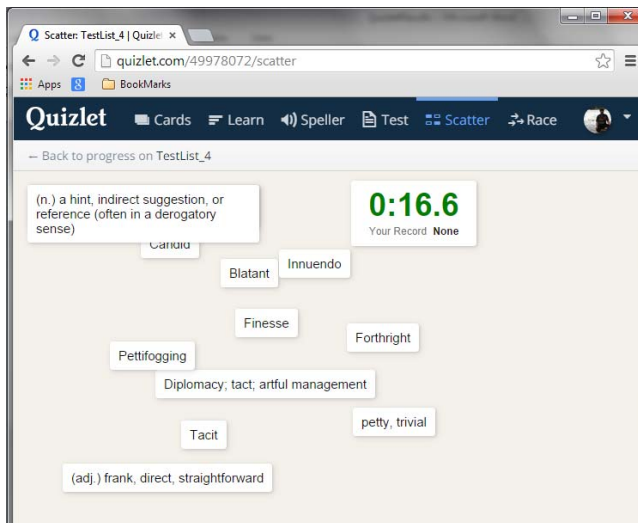 Scatter: TestList_4 | Quizlet
quizlet.com/49978072/scatter
Apps
BookMarks
Quizlet Cards Learn Speller Test Scatter Race
← Back to progress on TestList_4
(n.) a hint, indirect suggestion, or
reference (often in a derogatory
sense)
0:16.6
Your Record None
Candid
Blatant
Innuendo
Finesse
Forthright
Pettifogging
Diplomacy; tact; artful management
petty, trivial
Tacit
(adj.) frank, direct, straightforward